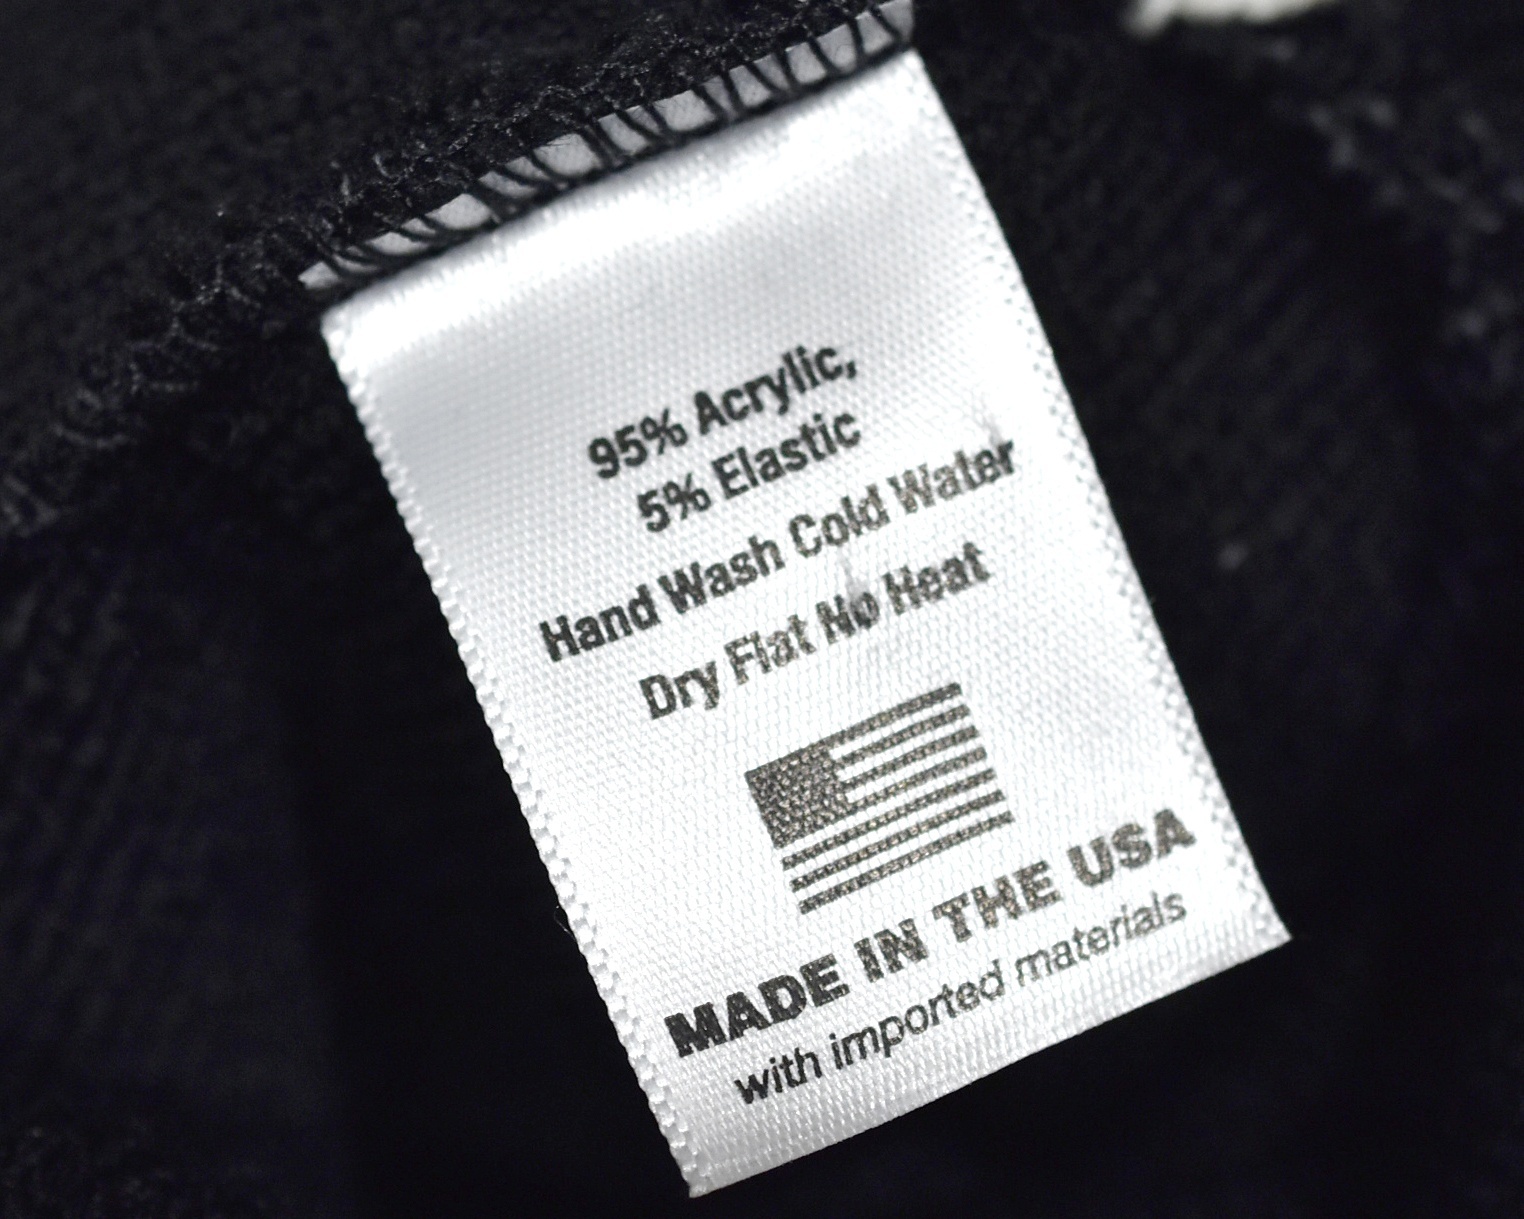 95% Acrylic,
5% Elastic
Hand Wash Cold Water
Dry Flat No Heat
MADE IN THE USA
with imported materials